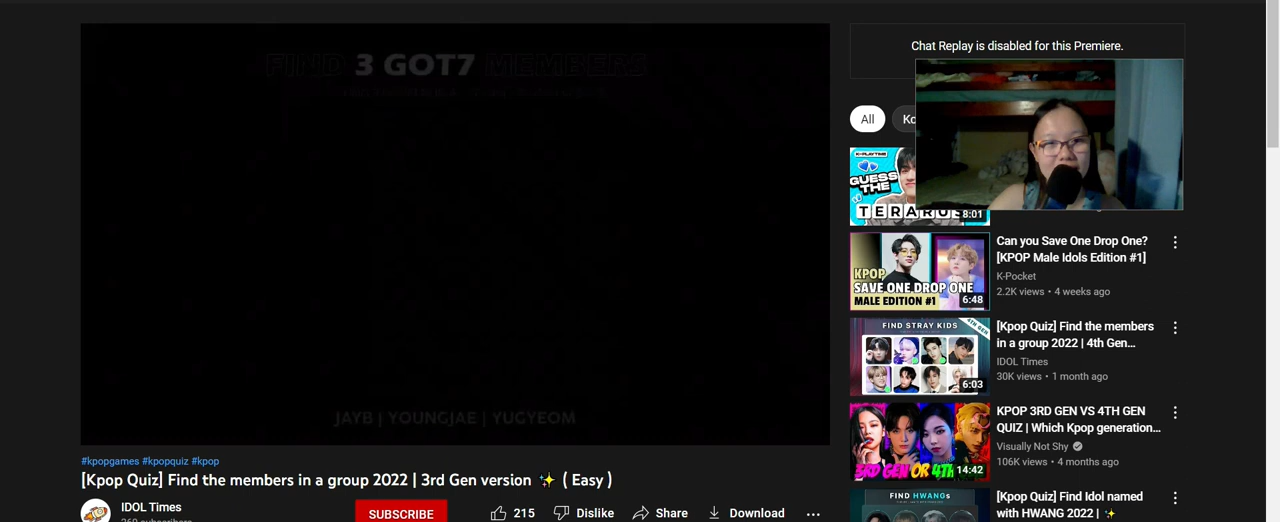 FIND 3 GOT7 MEMBERS
JAYB | YOUNGJAE | YUGYEOM
#kpopgames #kpopquiz #kpop
[Kpop Quiz] Find the members in a group 2022 | 3rd Gen version ✨ ( Easy )
IDOL Times
SUBSCRIBE
215
Dislike
Share
Download
Chat Replay is disabled for this Premiere.
All
K-PLAYTIME
GUESS
THE
8:01
KPOP
SAVE ONE DROP ONE
MALE EDITION #1
6:48
Can you Save One Drop One?
[KPOP Male Idols Edition #1]
K-Pocket
2.2K views • 4 weeks ago
FIND STRAY KIDS
4TH GEN
6:03
[Kpop Quiz] Find the members
in a group 2022 | 4th Gen...
IDOL Times
30K views • 1 month ago
3RD GEN OR 4TH
14:42
KPOP 3RD GEN VS 4TH GEN
QUIZ | Which Kpop generation...
Visually Not Shy
106K views • 4 months ago
FIND HWANGs
[Kpop Quiz] Find Idol named
with HWANG 2022 | ✨